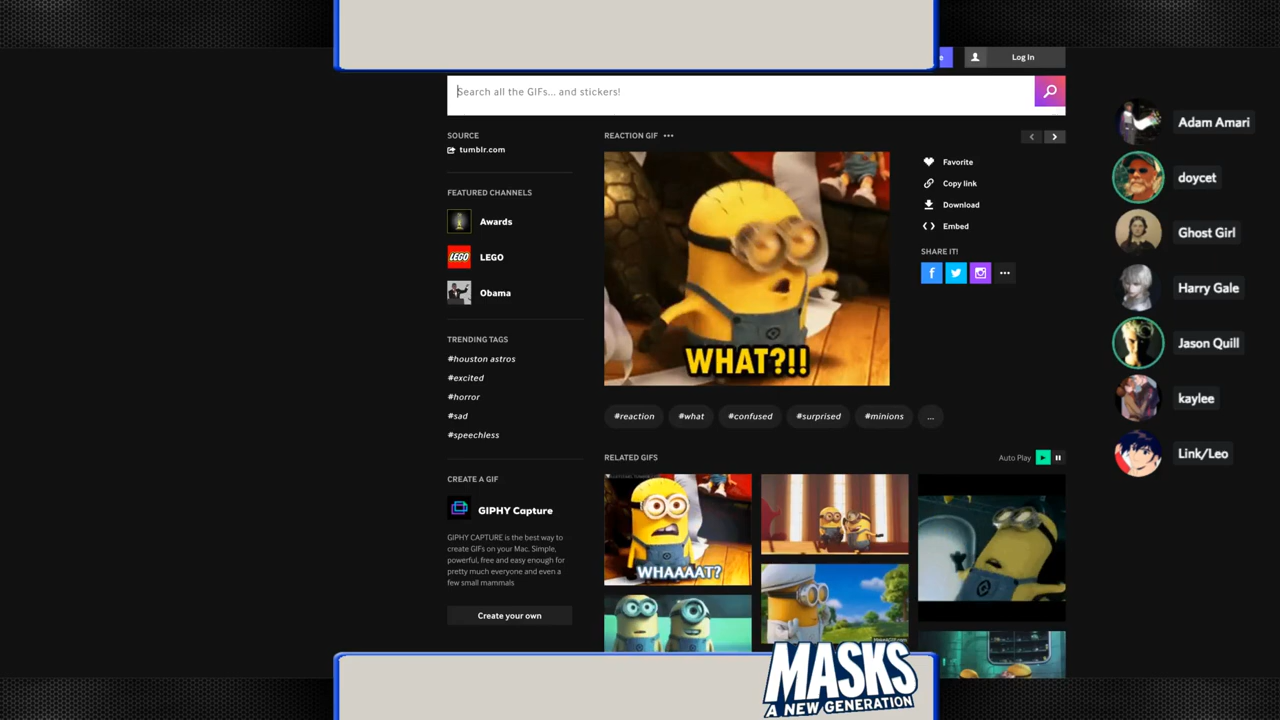 e
Log In
Search all the GIFs... and stickers!
SOURCE
tumblr.com
FEATURED CHANNELS
Awards
LEGO
LEGO
Obama
TRENDING TAGS
#houston astros
#excited
#horror
#sad
#speechless
CREATE A GIF
GIPHY Capture
GIPHY CAPTURE is the best way to
create GIFs on your Mac. Simple,
powerful, free and easy enough for
pretty much everyone and even a
few small mammals
Create your own
REACTION GIF •••
WHAT?!!
Favorite
Copy link
Download
Embed
SHARE IT!
#reaction
#what
#confused
#surprised
#minions
...
RELATED GIFS
Auto Play
WHAAAAT?
Adam Amari
doycet
Ghost Girl
Harry Gale
Jason Quill
kaylee
Link/Leo
MASKS
A NEW GENERATION